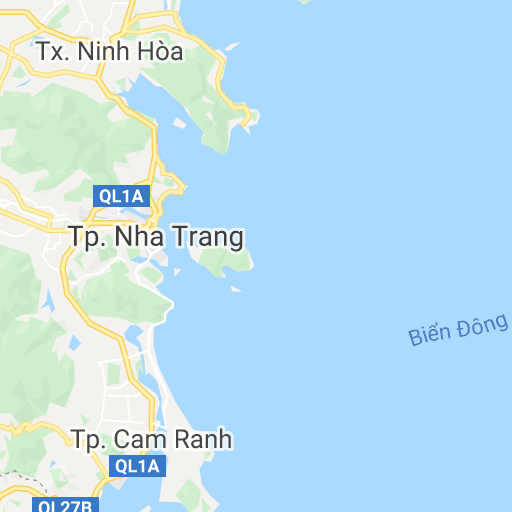 Tx. Ninh Hòa
QL1A
Tp. Nha Trang
Biển Đông
Tp. Cam Ranh
QL1A
QL27B